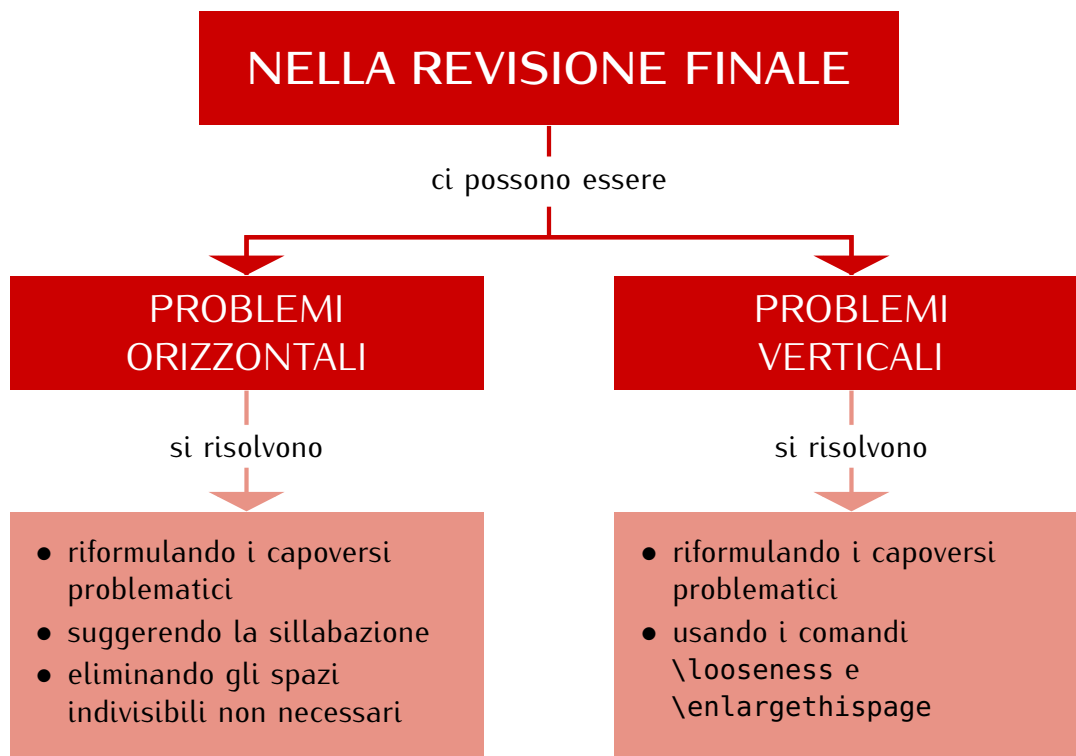 NELLA REVISIONE FINALE
ci possono essere
PROBLEMI
ORIZZONTALI
si risolvono
● riformulando i capoversi
problematici
● suggerendo la sillabazione
● eliminando gli spazi
indivisibili non necessari
PROBLEMI
VERTICALI
si risolvono
● riformulando i capoversi
problematici
● usando i comandi
\looseness e
\enlargethispage